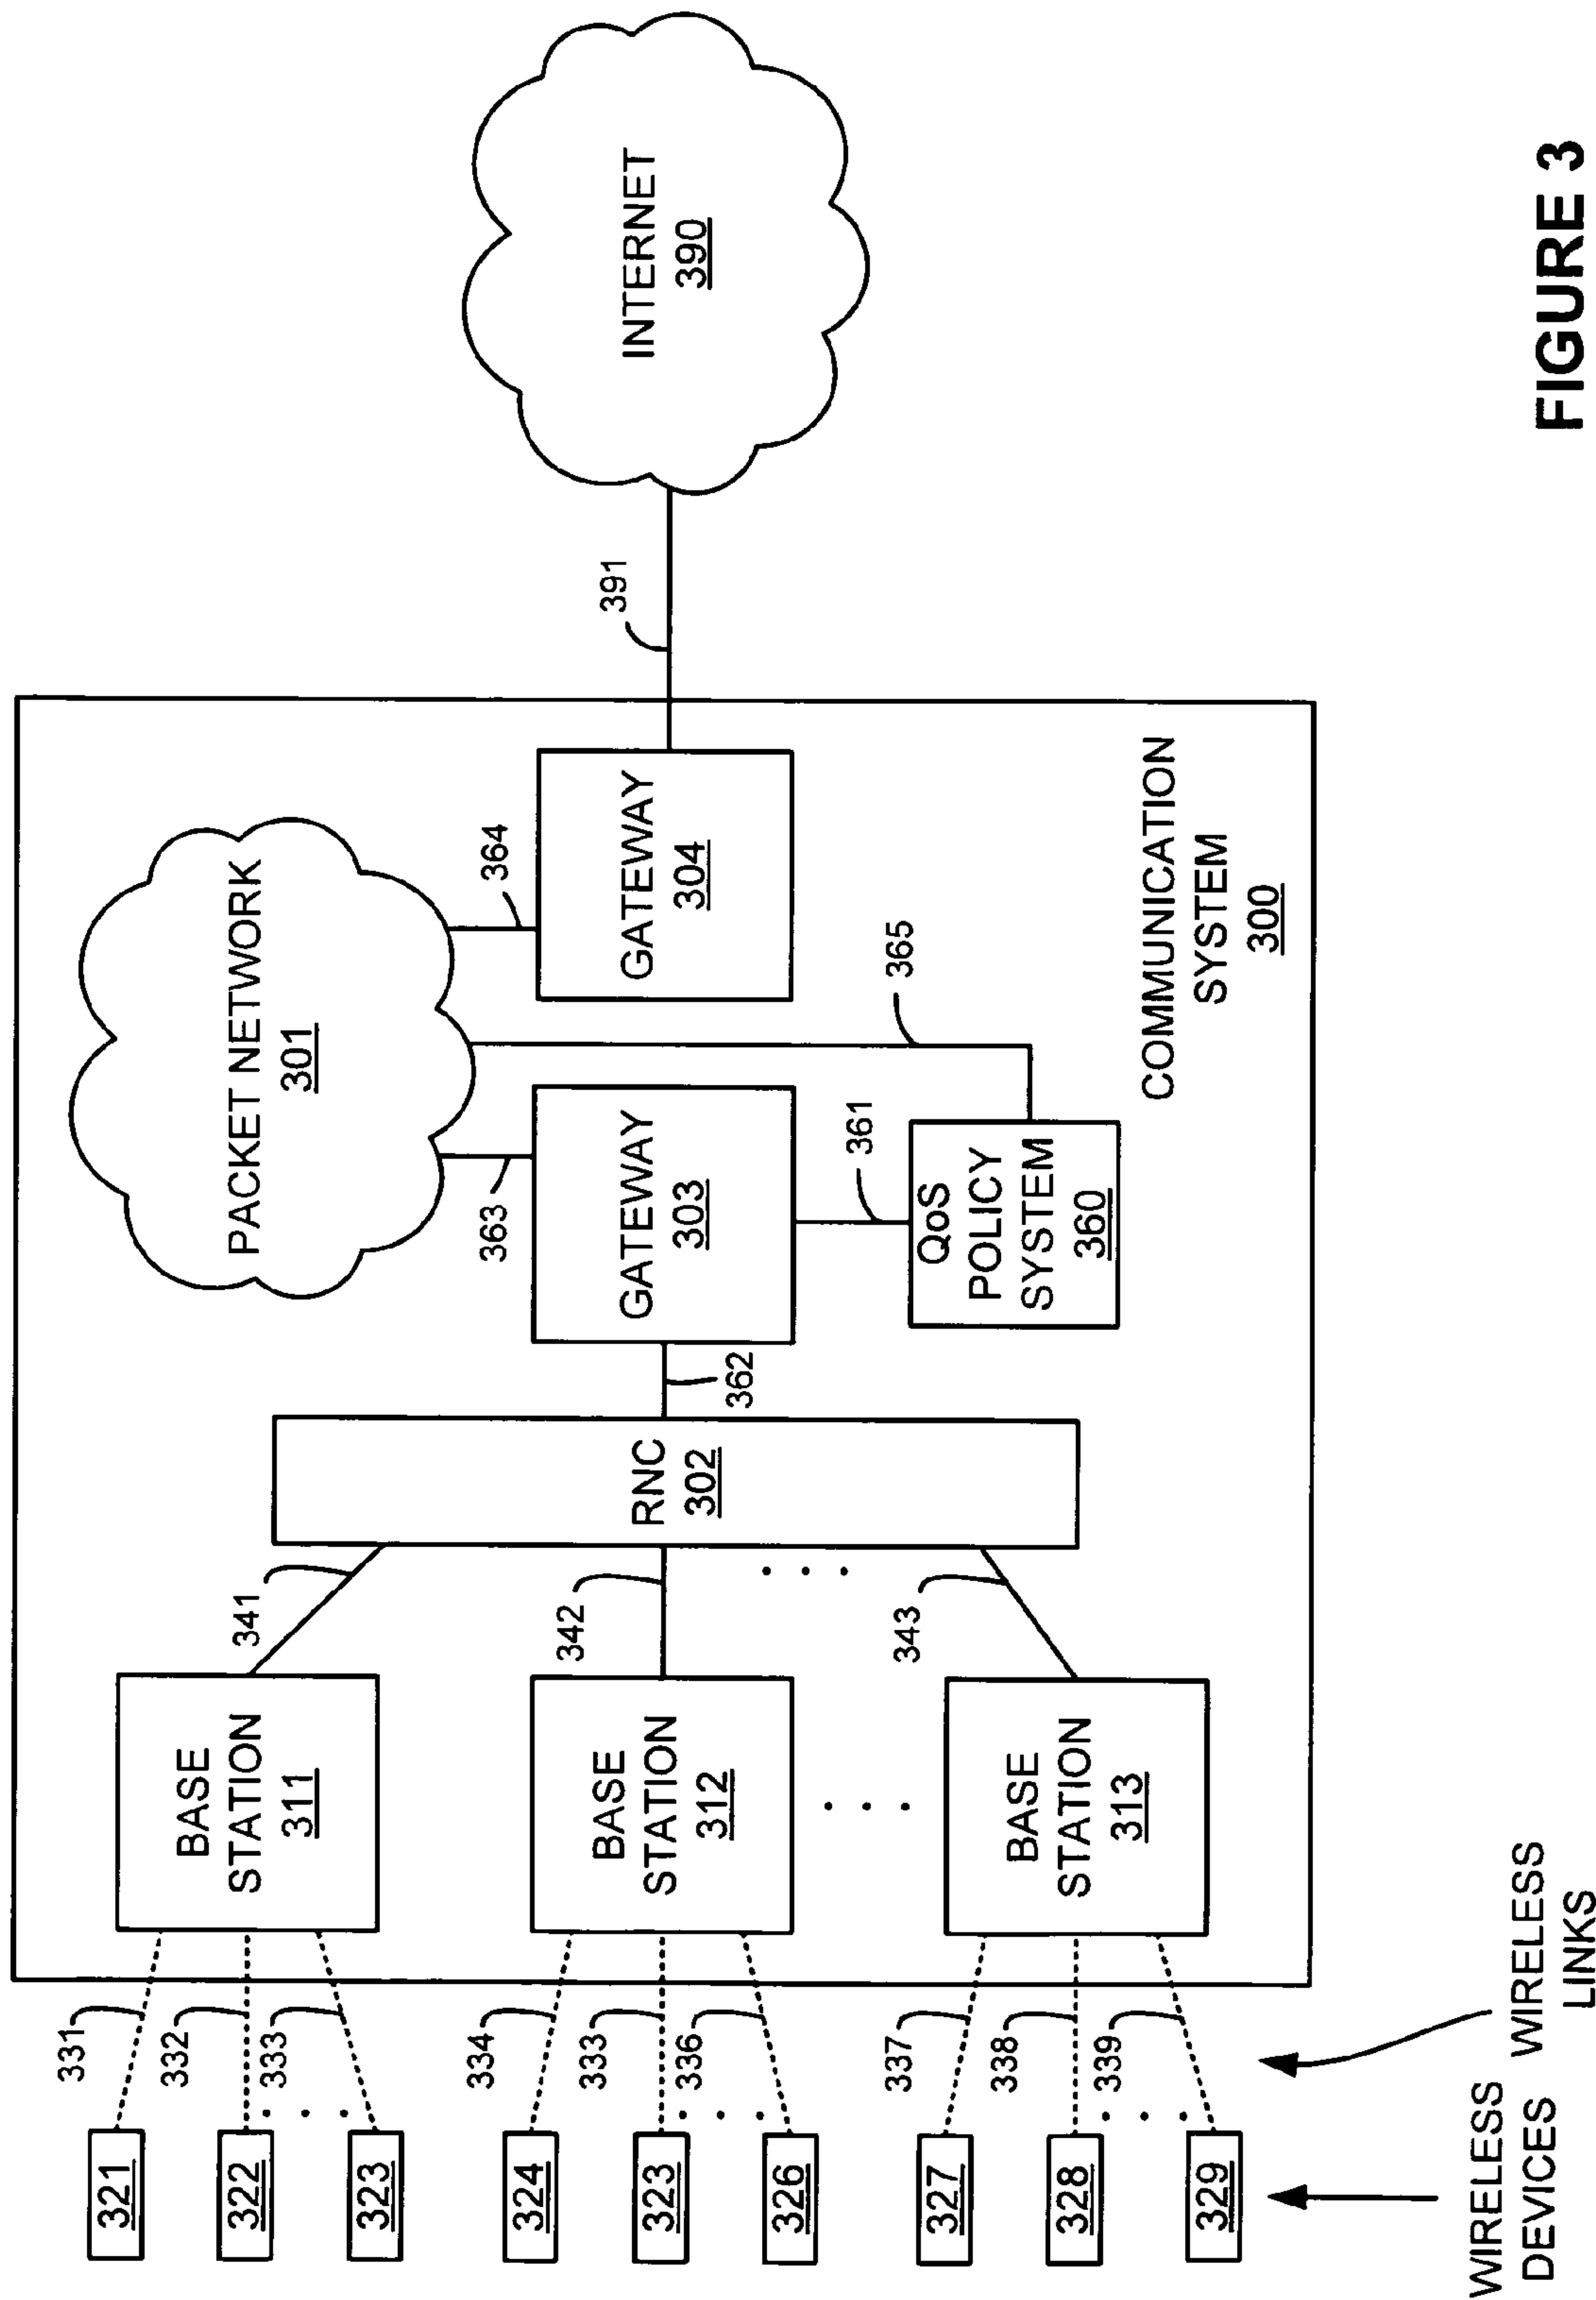 321
322
323
324
323
326
327
328
329
WIRELESS
DEVICES
331
332
333
334
333
336
337
338
339
WIRELESS
LINKS
BASE
STATION
311
BASE
STATION
312
BASE
STATION
313
341
342
343
RNC
302
362
PACKET NETWORK
301
363
364
GATEWAY
303
GATEWAY
304
361
365
QoS
POLICY
SYSTEM
360
COMMUNICATION
SYSTEM
300
391
INTERNET
390
FIGURE 3